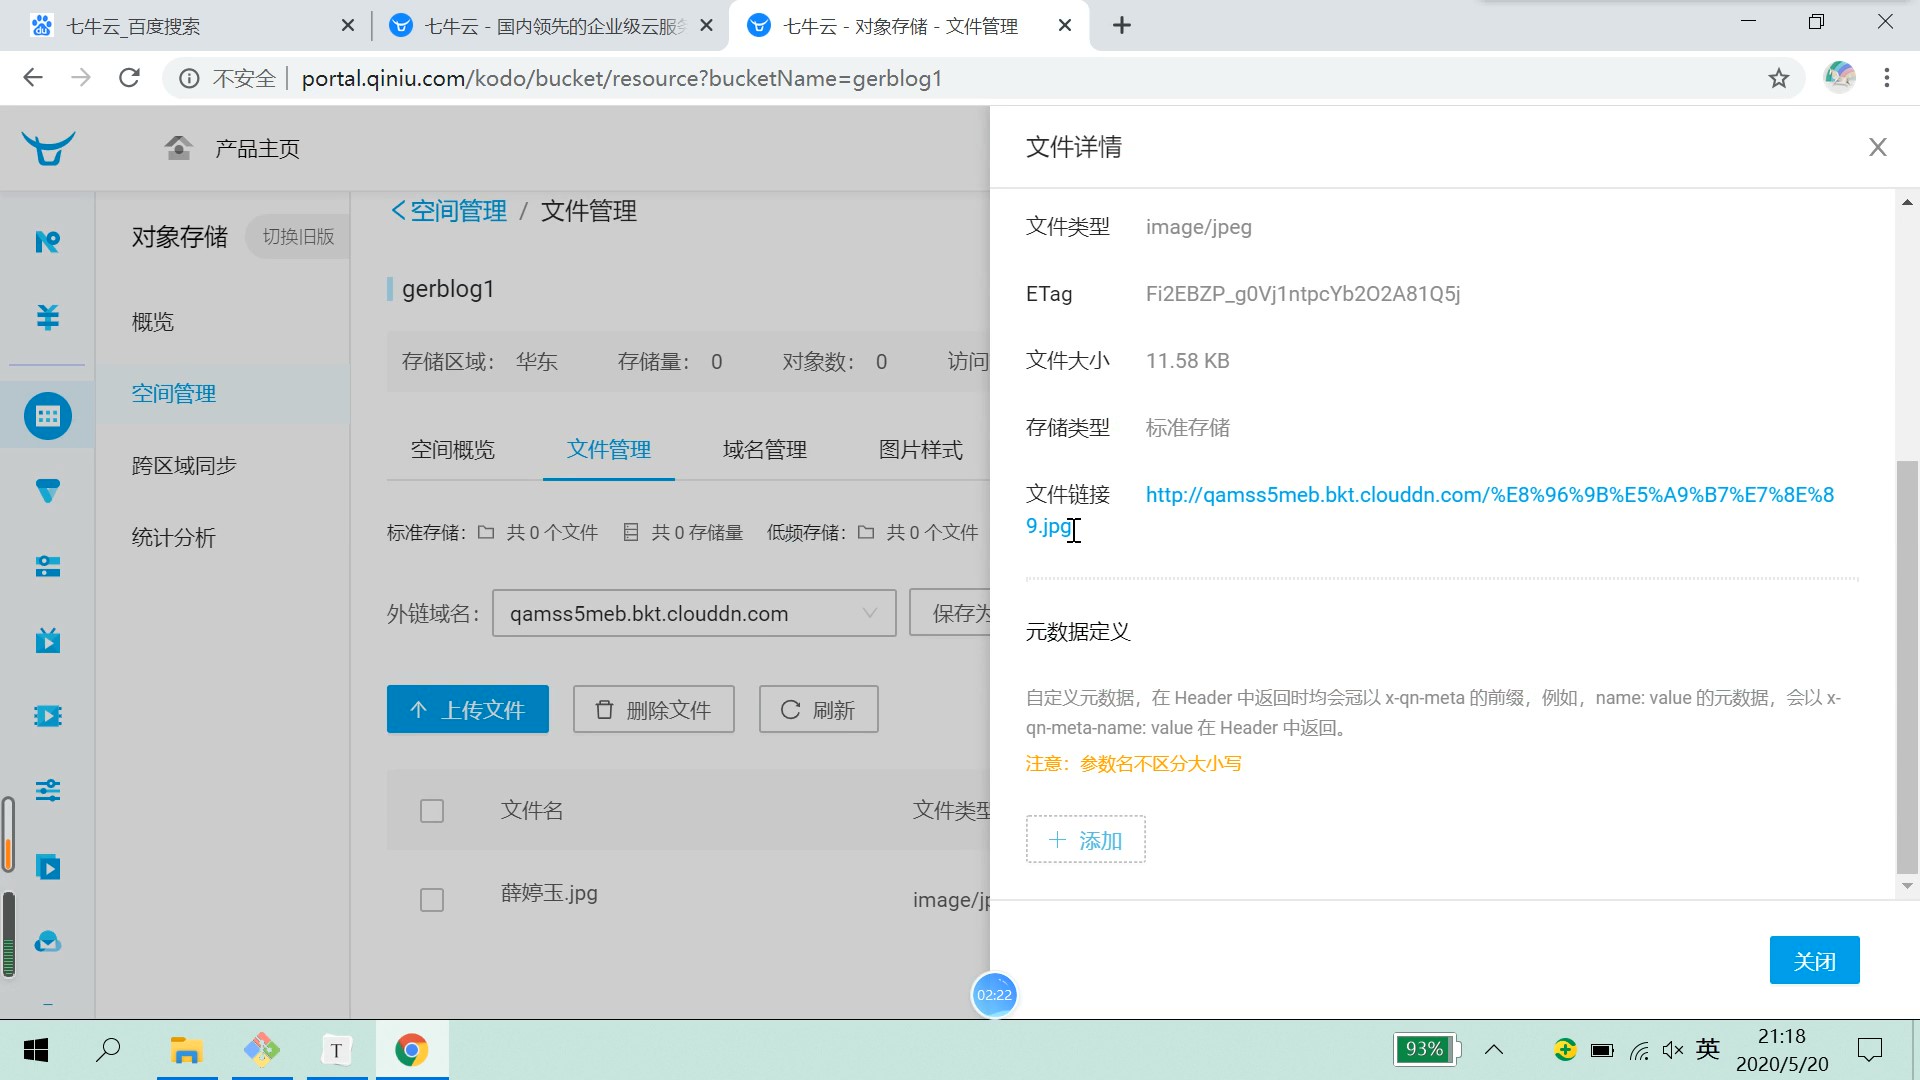 七牛云_百度搜索
七牛云 - 国内领先的企业级云服务
七牛云 - 对象存储 - 文件管理
不安全
portal.qiniu.com/kodo/bucket/resource?bucketName=gerblog1
产品主页
对象存储
切换旧版
概览
空间管理
跨区域同步
统计分析
<空间管理 / 文件管理
gerblog1
存储区域： 华东 存储量： 0 对象数： 0 访问
空间概览 文件管理 域名管理 图片样式
标准存储: 共 0 个文件 共 0 存储量 低频存储: 共 0 个文件
外链域名: qamss5meb.bkt.clouddn.com 保存为
上传文件 删除文件 刷新
文件名 文件类型
薛婷玉.jpg image/jp
文件详情
文件类型 image/jpeg
ETag Fi2EBZP_g0Vj1ntpcYb2O2A81Q5j
文件大小 11.58 KB
存储类型 标准存储
文件链接 http://qamss5meb.bkt.clouddn.com/%E8%96%9B%E5%A9%B7%E7%8E%8
9.jpg
元数据定义
自定义元数据，在 Header 中返回时均会冠以 x-qn-meta 的前缀，例如，name: value 的元数据，会以 x-
qn-meta-name: value 在 Header 中返回。
注意：参数名不区分大小写
+ 添加
关闭
02:22
T
93%
英
21:18
2020/5/20